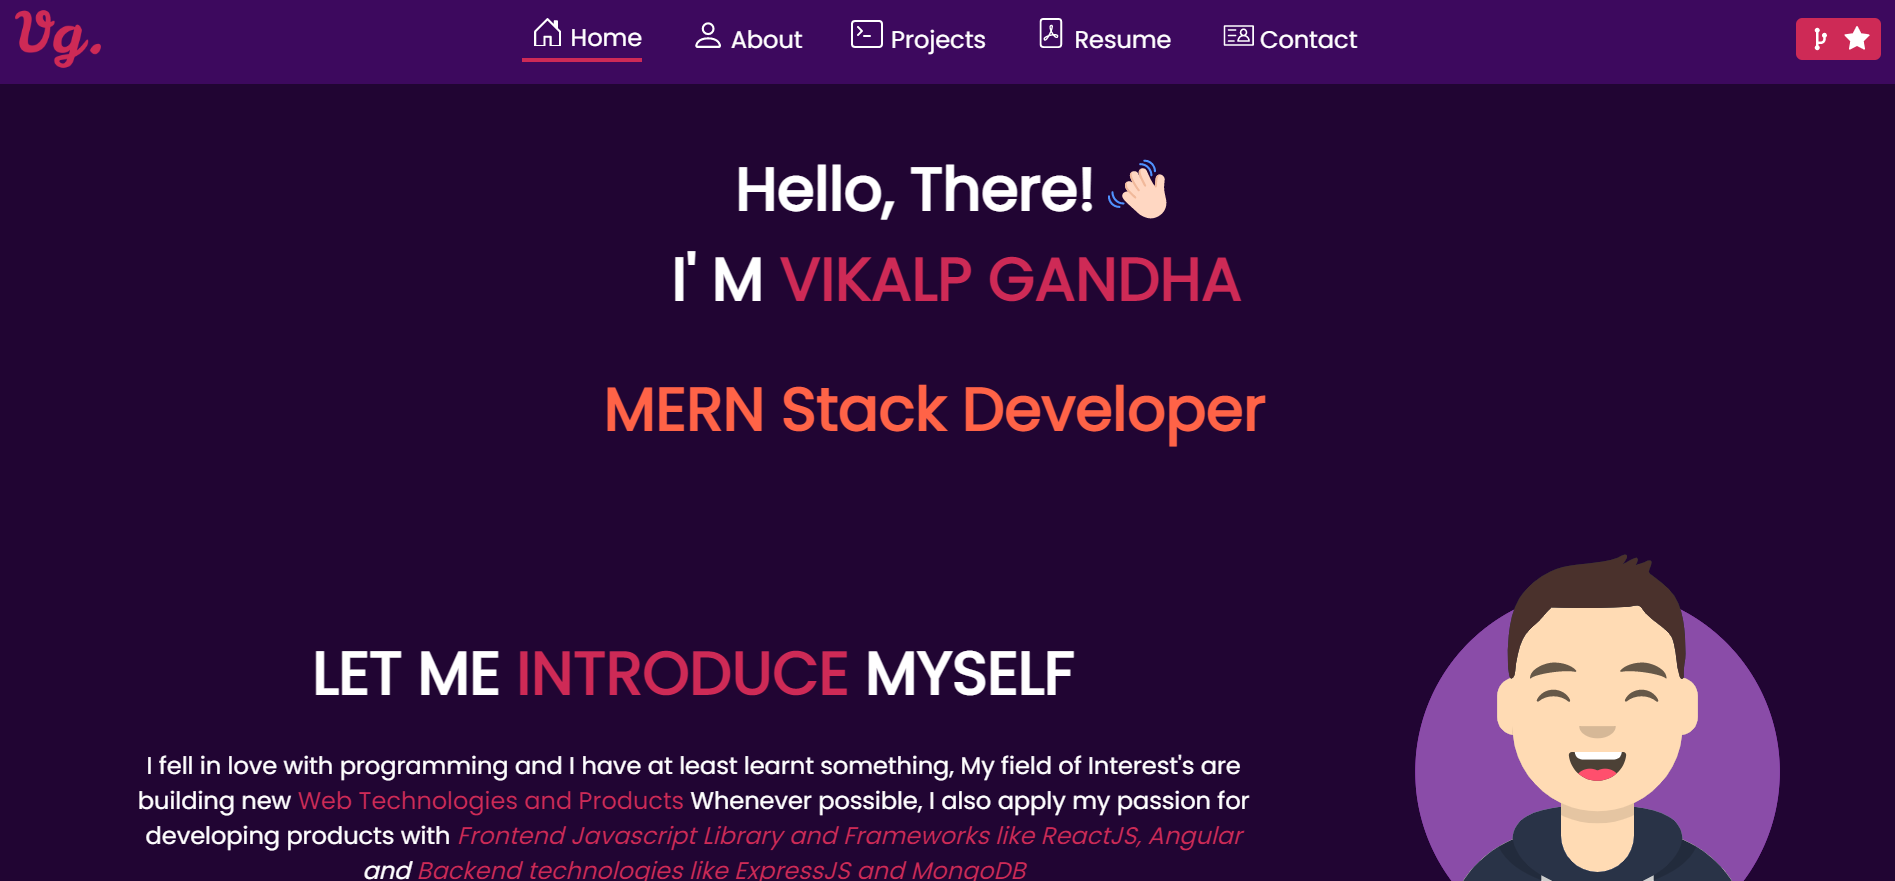 Vg.
Home
About
Projects
Resume
Contact
Hello, There!
I' M VIKALP GANDHA
MERN Stack Developer
LET ME INTRODUCE MYSELF
I fell in love with programming and I have at least learnt something, My field of Interest's are
building new Web Technologies and Products Whenever possible, I also apply my passion for
developing products with Frontend Javascript Library and Frameworks like ReactJS, Angular
and Backend technologies like ExpressJS and MongoDB